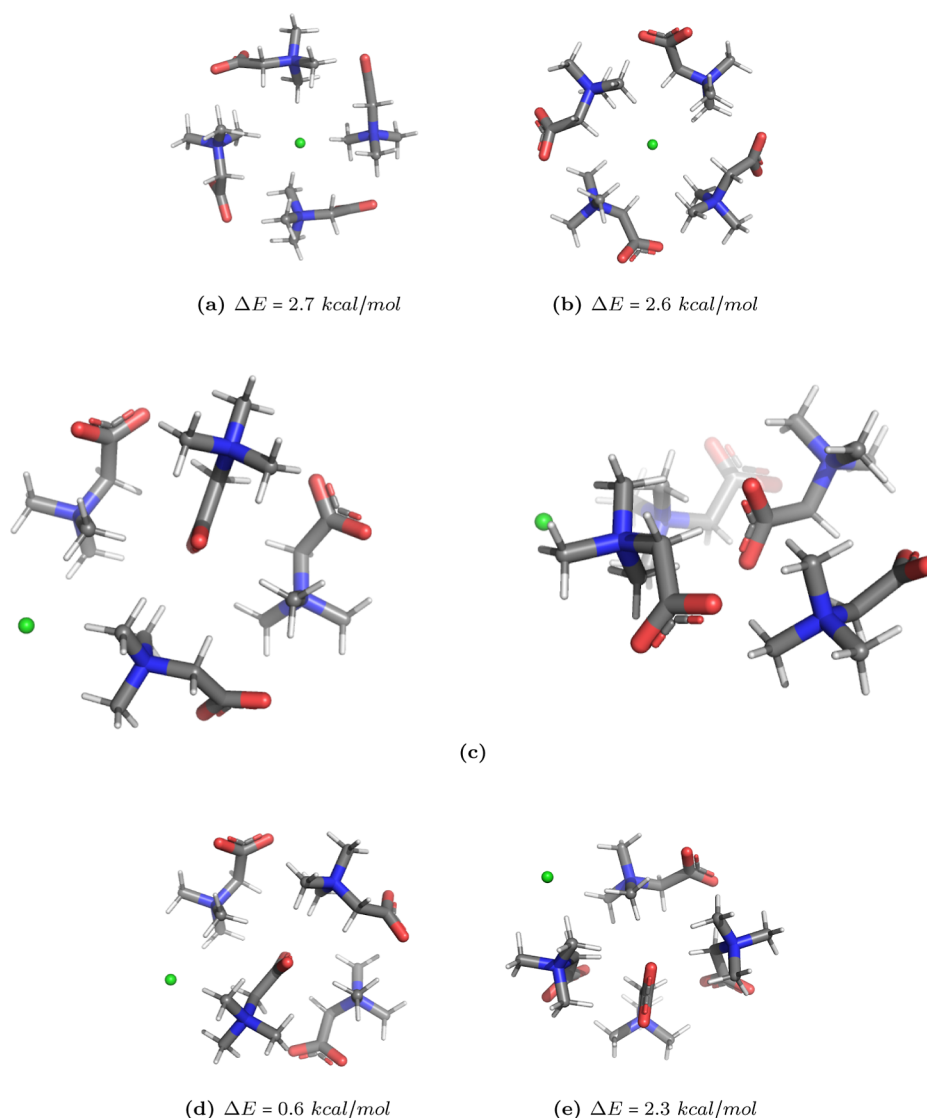 (a) ΔE = 2.7 kcal/mol
(b) ΔE = 2.6 kcal/mol
(c)
(d) ΔE = 0.6 kcal/mol
(e) ΔE = 2.3 kcal/mol